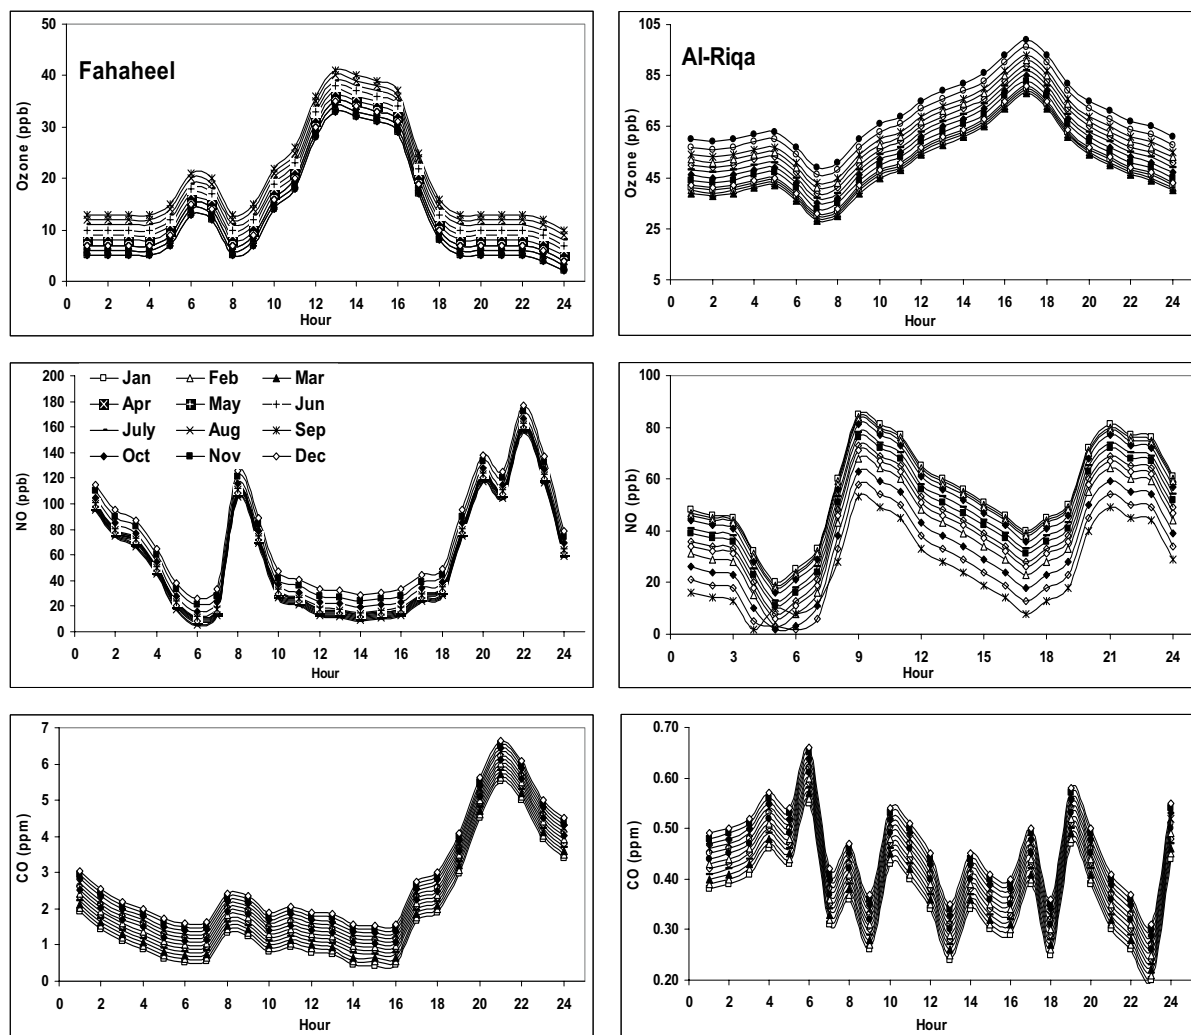 Fahaheel
Ozone (ppb)
50
40
30
20
10
0
0 2 4 6 8 10 12 14 16 18 20 22 24
Hour
Al-Riqa
Ozone (ppb)
105
85
65
45
25
5
0 2 4 6 8 10 12 14 16 18 20 22 24
Hour
NO (ppb)
200
180
160
140
120
100
80
60
40
20
0
Jan Feb Mar
Apr May Jun
July Aug Sep
Oct Nov Dec
0 2 4 6 8 10 12 14 16 18 20 22 24
Hour
NO (ppb)
100
80
60
40
20
0
0 3 6 9 12 15 18 21 24
Hour
CO (ppm)
7
6
5
4
3
2
1
0
0 2 4 6 8 10 12 14 16 18 20 22 24
Hour
CO (ppm)
0.70
0.60
0.50
0.40
0.30
0.20
0 2 4 6 8 10 12 14 16 18 20 22 24
Hour